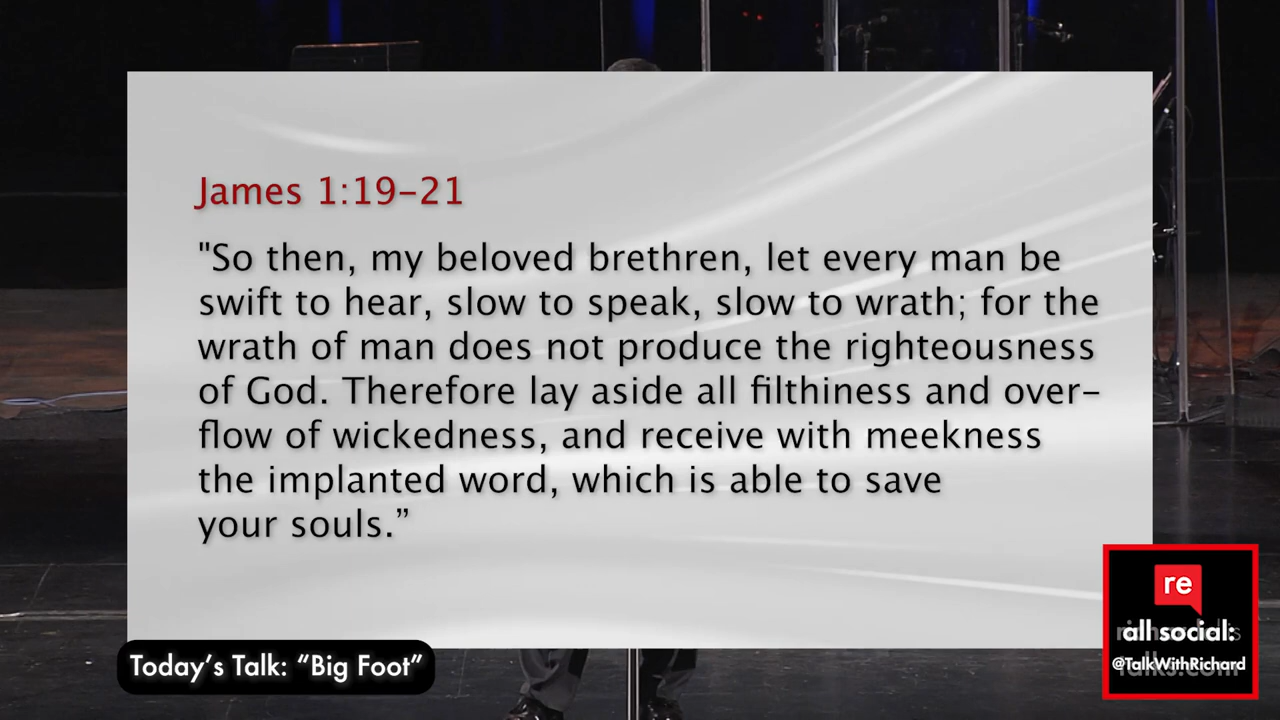 James 1:19-21
"So then, my beloved brethren, let every man be
swift to hear, slow to speak, slow to wrath; for the
wrath of man does not produce the righteousness
of God. Therefore lay aside all filthiness and over-
flow of wickedness, and receive with meekness
the implanted word, which is able to save
your souls.”
Today’s Talk: “Big Foot”
re
all social:
@TalkWithRichard
talks.com